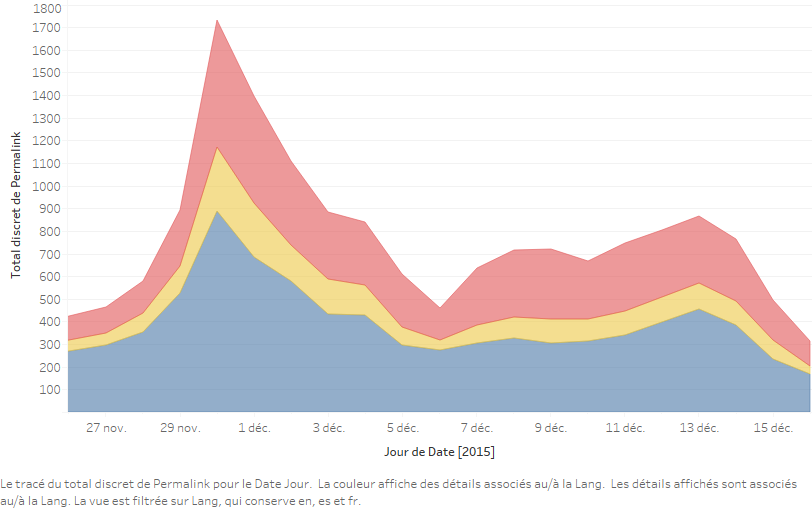 1800
1700
1600
1500
1400
1300
1200
1100
1000
900
800
700
600
500
400
300
200
100
Total discret de Permalink
27 nov.
29 nov.
1 déc.
3 déc.
5 déc.
7 déc.
9 déc.
11 déc.
13 déc.
15 déc.
Jour de Date [2015]
Le tracé du total discret de Permalink pour le Date Jour. La couleur affiche des détails associés au/à la Lang. Les détails affichés sont associés
au/à la Lang. La vue est filtrée sur Lang, qui conserve en, es et fr.